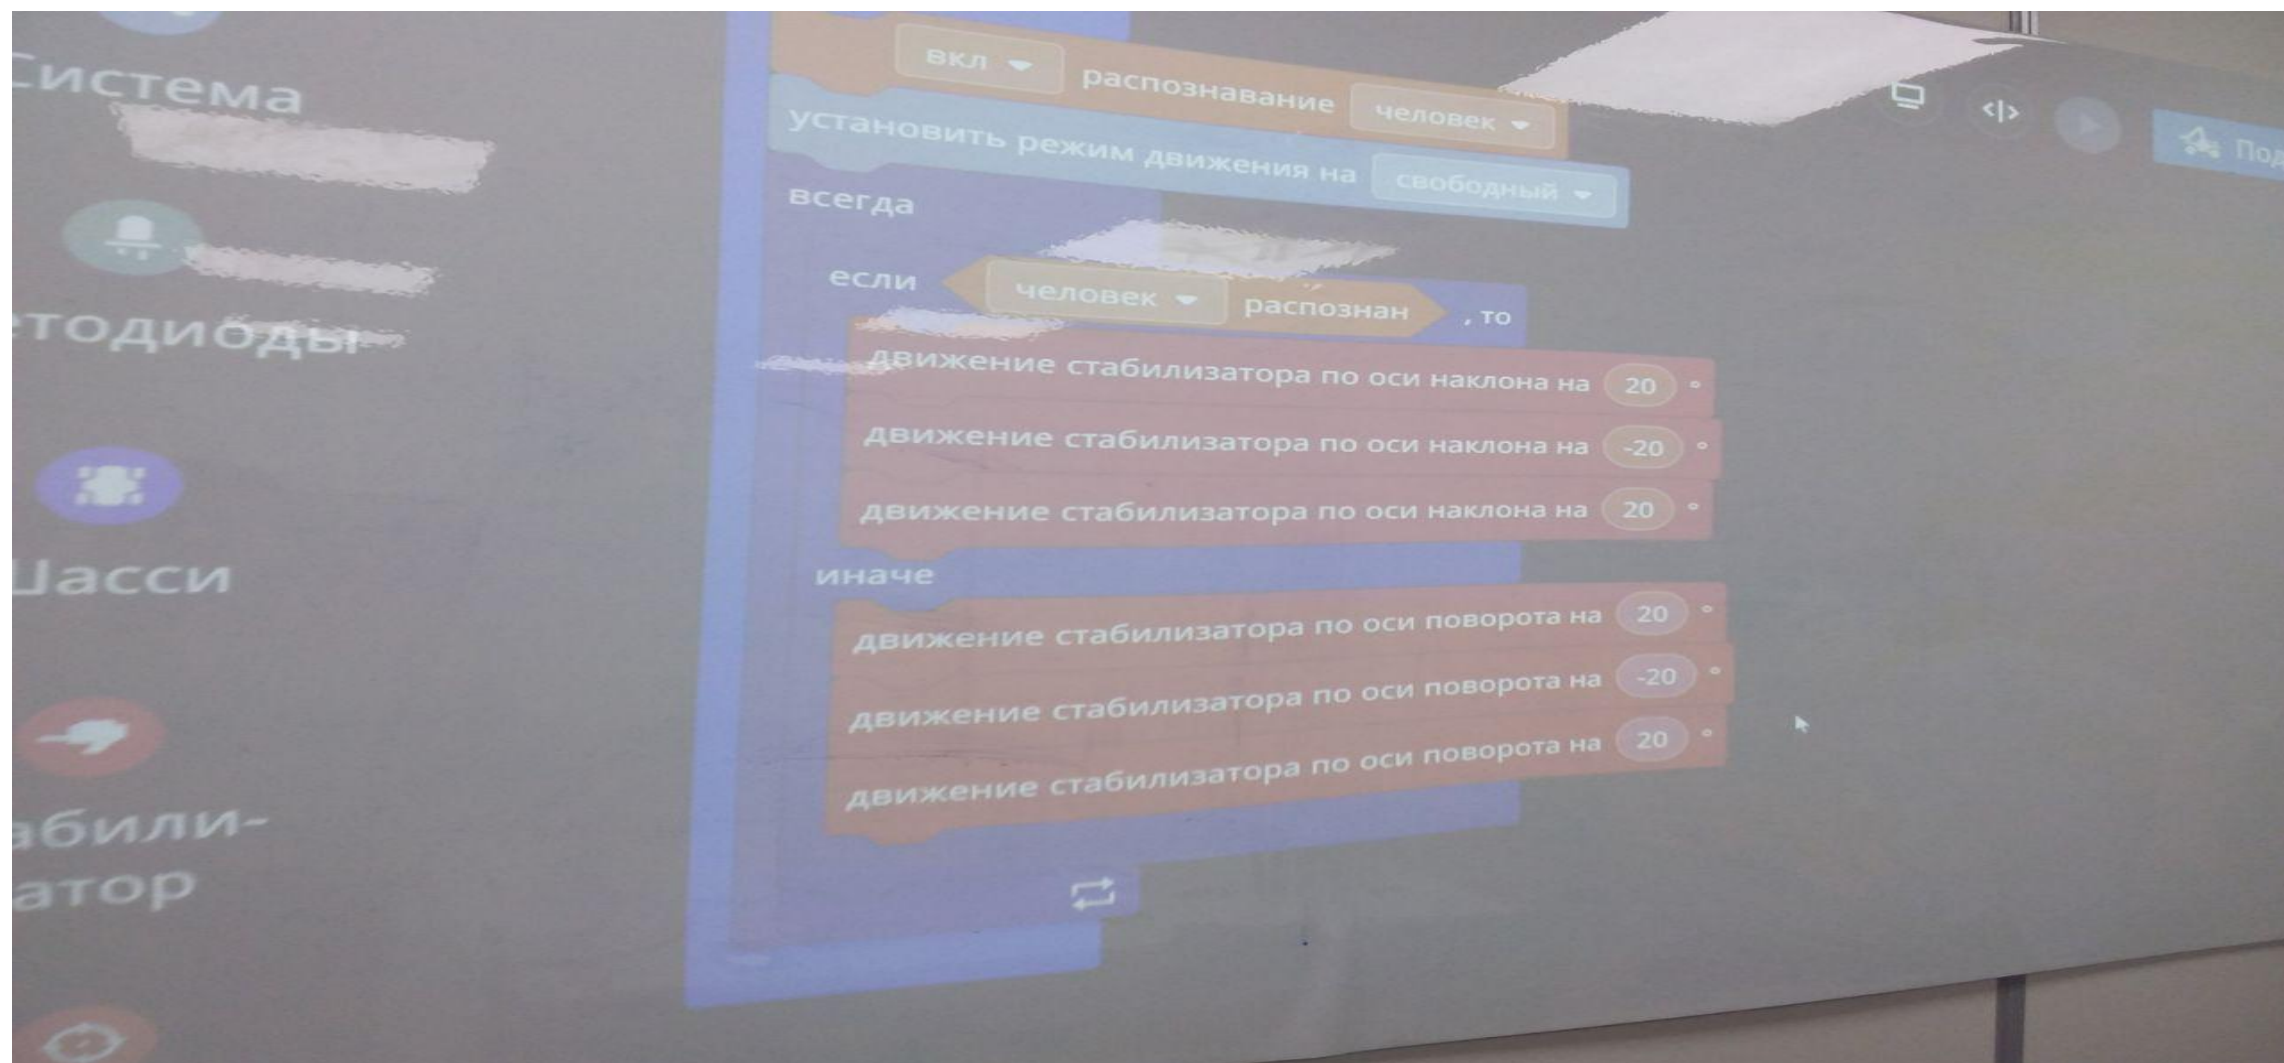 Система
вкл распознавание человек
установить режим движения на свободный
всегда
если человек распознан , то
движение стабилизатора по оси наклона на 20 °
движение стабилизатора по оси наклона на -20 °
движение стабилизатора по оси наклона на 20 °
иначе
движение стабилизатора по оси поворота на 20 °
движение стабилизатора по оси поворота на -20 °
движение стабилизатора по оси поворота на 20 °
етодиоды
Шасси
абили-
атор
Под